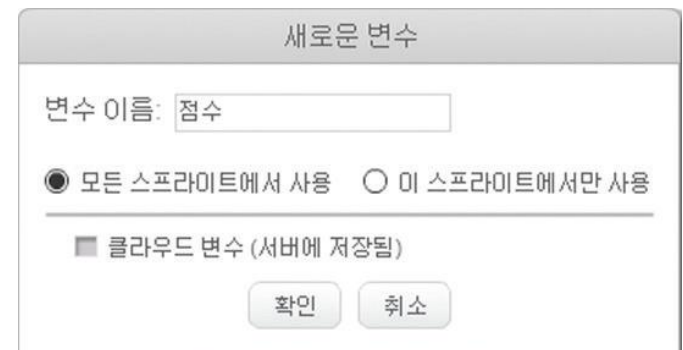 새로운 변수
변수 이름: 점수
모든 스프라이트에서 사용 이 스프라이트에서만 사용
클라우드 변수 (서버에 저장됨)
확인 취소